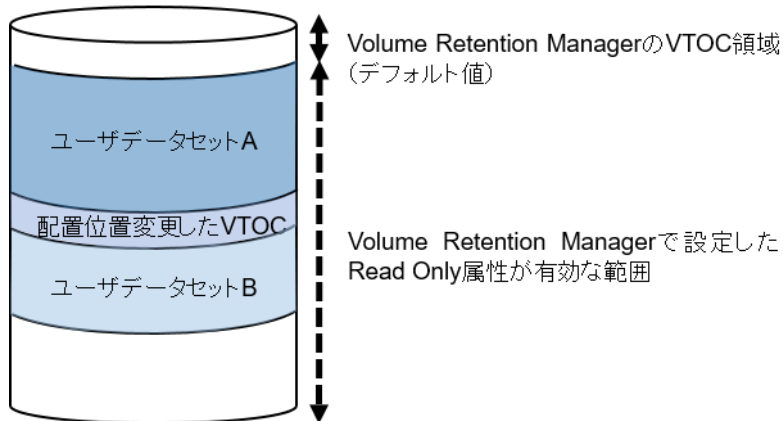 Volume Retention ManagerのVTOC領域
（デフォルト値）
ユーザデータセットA
配置位置変更したVTOC
ユーザデータセットB
Volume Retention Managerで設定した
Read Only属性が有効な範囲